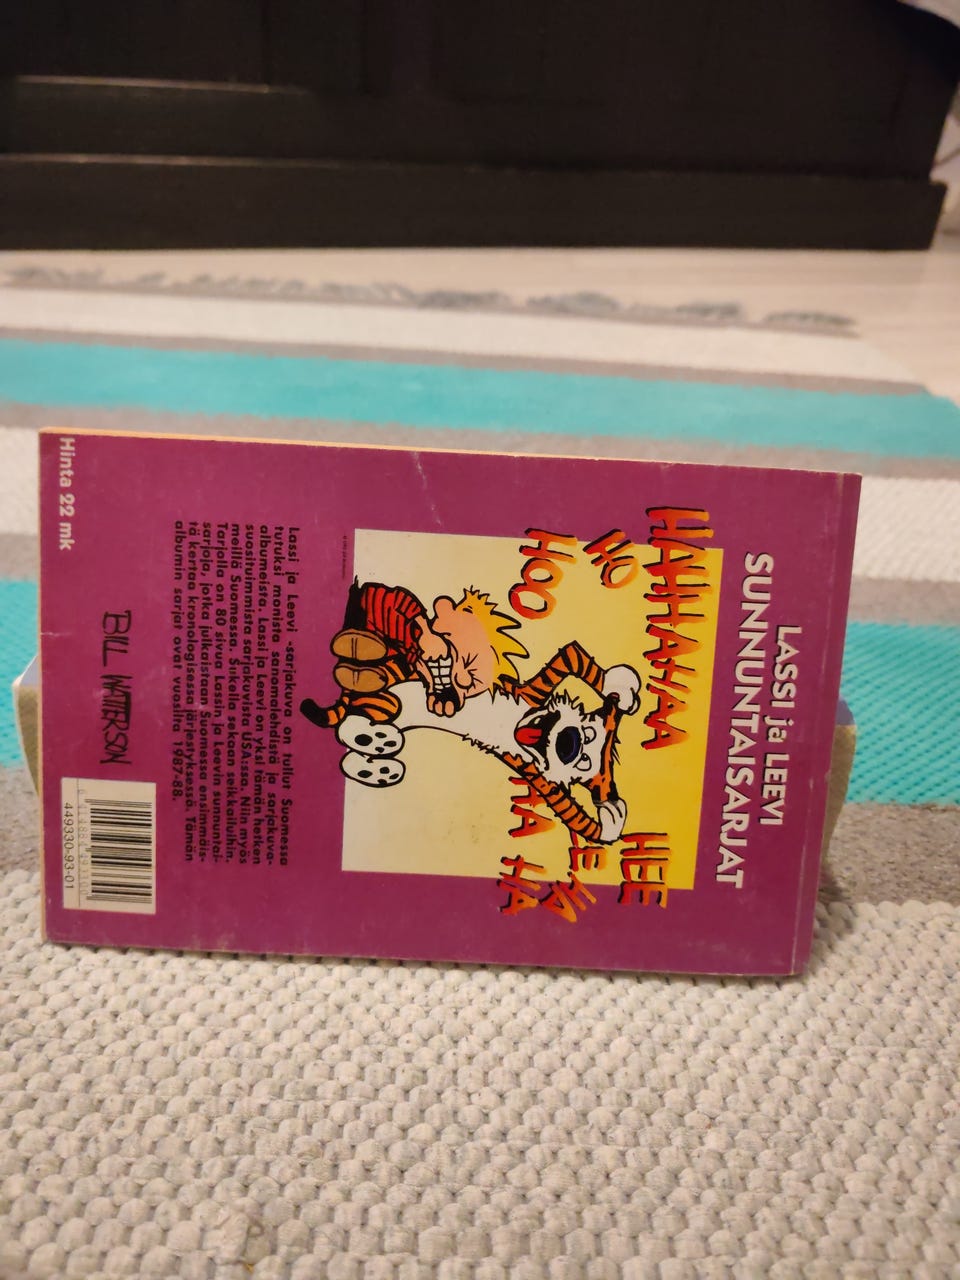 LASSI ja LEEVI
SUNNUNTAISARJAT
HAHHAHAA
HO
HOO
HEE
HA
Lassi ja Leevi -sarjakuva on tullut Suomessa
tutuksi monista sanomalehdistä ja sarjakuva-
albumeista. Lassi ja Leevi on yksi tämän hetken
suosituimmista sarjakuvista USA:ssa. Niin myös
meillä Suomessa. Sukella sekaan seikkailuihin.
Tarjolla on 80 sivua Lassin ja Leevin sunnuntai-
sarjoja, jotka julkaistaan Suomessa ensimmäis-
tä kertaa kronologisessa järjestyksessä. Tämän
albumin sarjat ovat vuosilta 1987-88.
BILL WATTERSON
Hinta 22 mk
449330-93-01